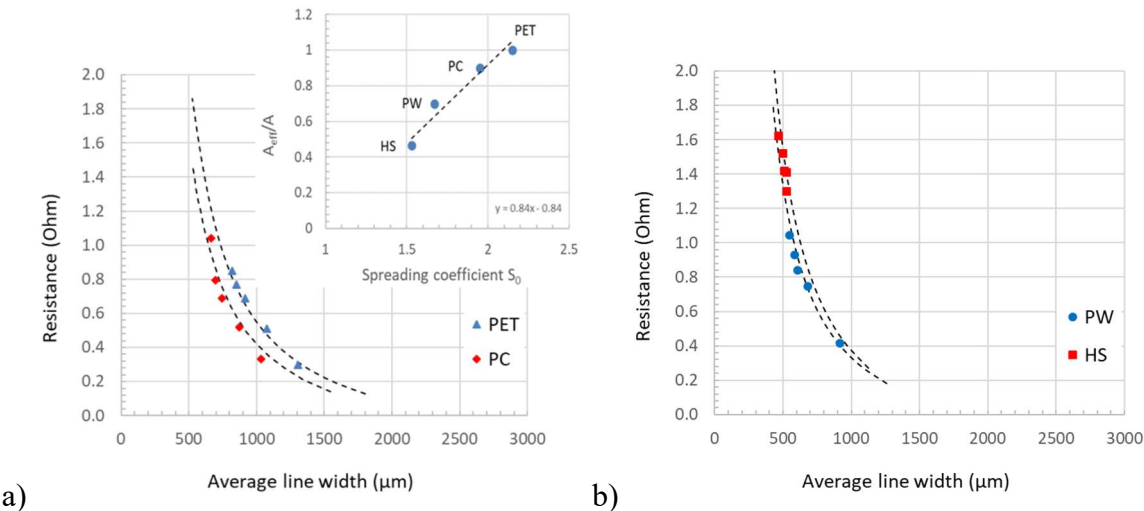 1.2
1
0.8
0.6
0.4
0.2
0
A_eff/A
PET
PC
PW
HS
y = 0.84x - 0.84
1 1.5 2 2.5
Spreading coefficient S₀
2.0
1.8
1.6
1.4
1.2
1.0
0.8
0.6
0.4
0.2
0.0
Resistance (Ohm)
PET
PC
0 500 1000 1500 2000 2500 3000
Average line width (µm)
a)
2.0
1.8
1.6
1.4
1.2
1.0
0.8
0.6
0.4
0.2
0.0
Resistance (Ohm)
PW
HS
0 500 1000 1500 2000 2500 3000
Average line width (µm)
b)